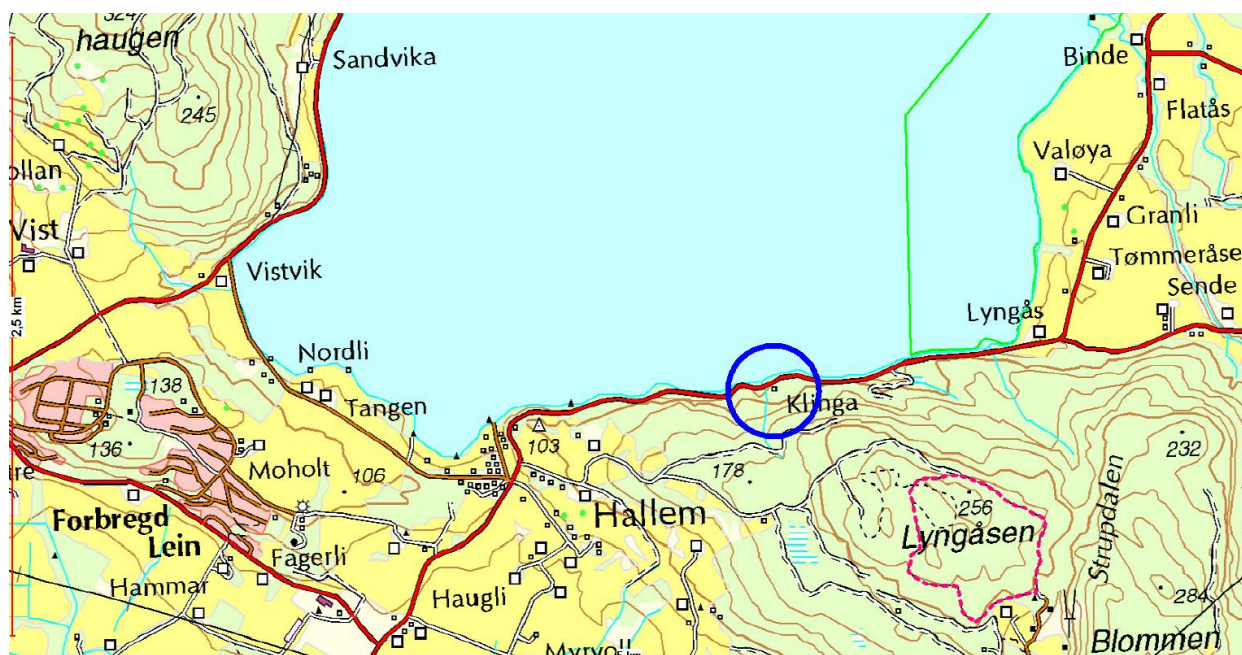 324
haugen
Sandvika
Binde
245
Flatås
ollan
Valøya
Vist
Granli
Tømmeråse
Vistvik
Sende
2,5 km
Lyngås
Nordli
138
Tangen
Klinga
136
103
232
tre
Moholt
106
178
Hallem
256
Forbregd
Lein
Lyngåsen
Strupdalen
Fagerli
Hammar
Haugli
284
Myrvoll
Blommen